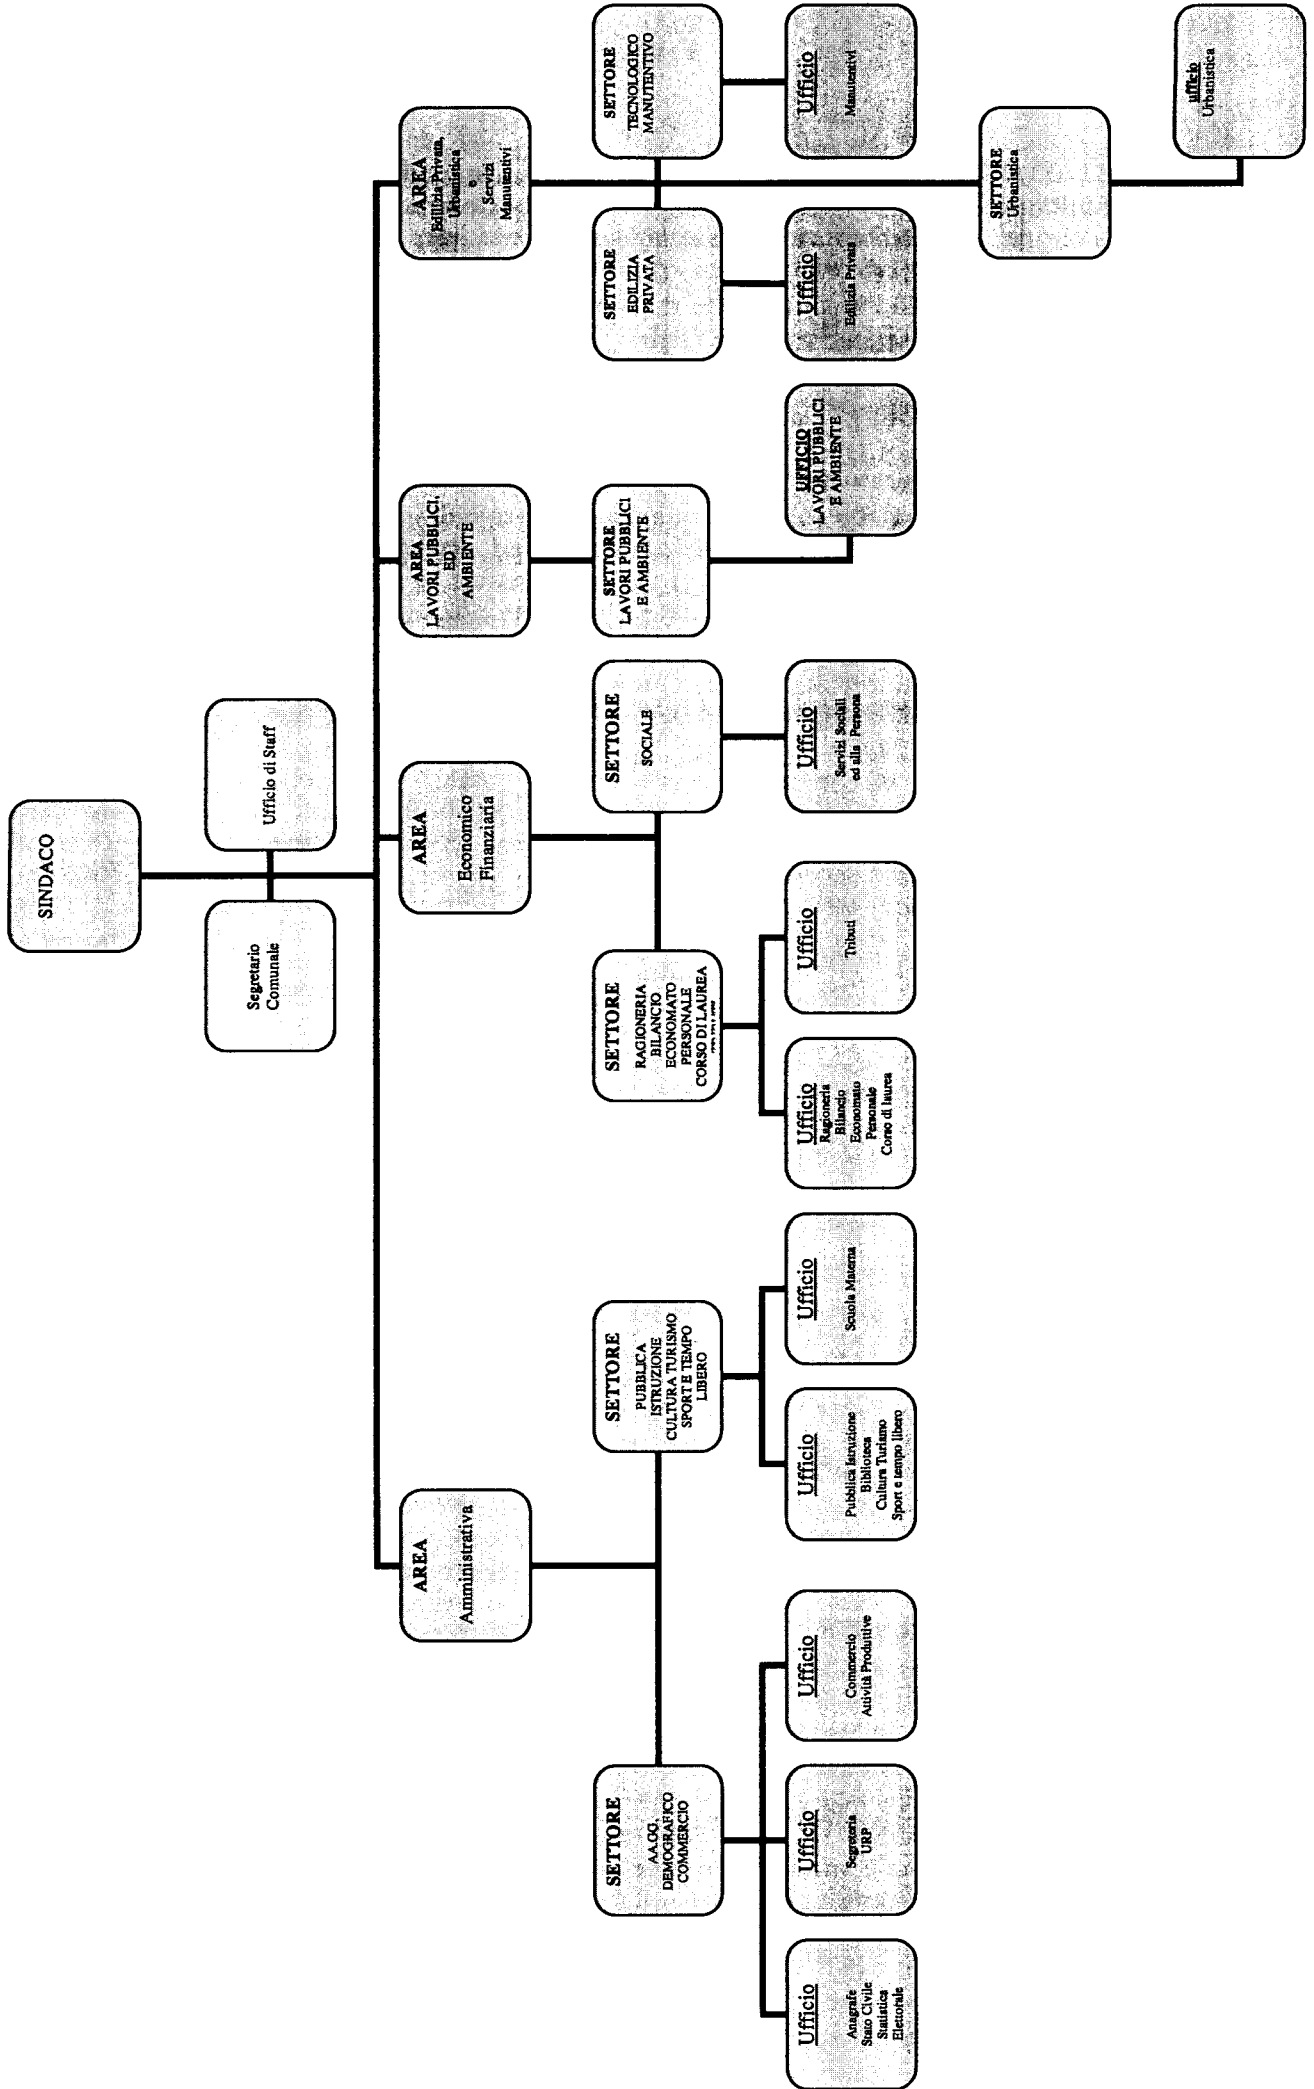 SINDACO
Segretario
Comunale
Ufficio di Staff
AREA
Amministrativa
AREA
Economico
Finanziaria
AREA
LAVORI PUBBLICI,
ED
AMBIENTE
AREA
Edilizia Privata,
Urbanistica
e
Servizi
Manutentivi
SETTORE
AA.GG.
DEMOGRAFICO
COMMERCIO
SETTORE
PUBBLICA
ISTRUZIONE
CULTURA TURISMO
SPORT E TEMPO
LIBERO
SETTORE
RAGIONERIA
BILANCIO
ECONOMATO
PERSONALE
CORSO DI LAUREA
SETTORE
SOCIALE
SETTORE
LAVORI PUBBLICI
E AMBIENTE
SETTORE
EDILIZIA
PRIVATA
SETTORE
TECNOLOGICO
MANUTENTIVO
Ufficio
Anagrafe
Stato Civile
Statistica
Elettorale
Ufficio
Segreteria
URP
Ufficio
Commercio
Attività Produttive
Ufficio
Pubblica Istruzione
Biblioteca
Cultura Turismo
Sport e tempo libero
Ufficio
Scuola Materna
Ufficio
Ragioneria
Bilancio
Economato
Personale
Corso di laurea
Ufficio
Tributi
Ufficio
Servizi Sociali
ed alla Persona
UFFICIO
LAVORI PUBBLICI
E AMBIENTE
Ufficio
Edilizia Privata
Ufficio
Manutentivi
SETTORE
Urbanistica
ufficio
Urbanistica